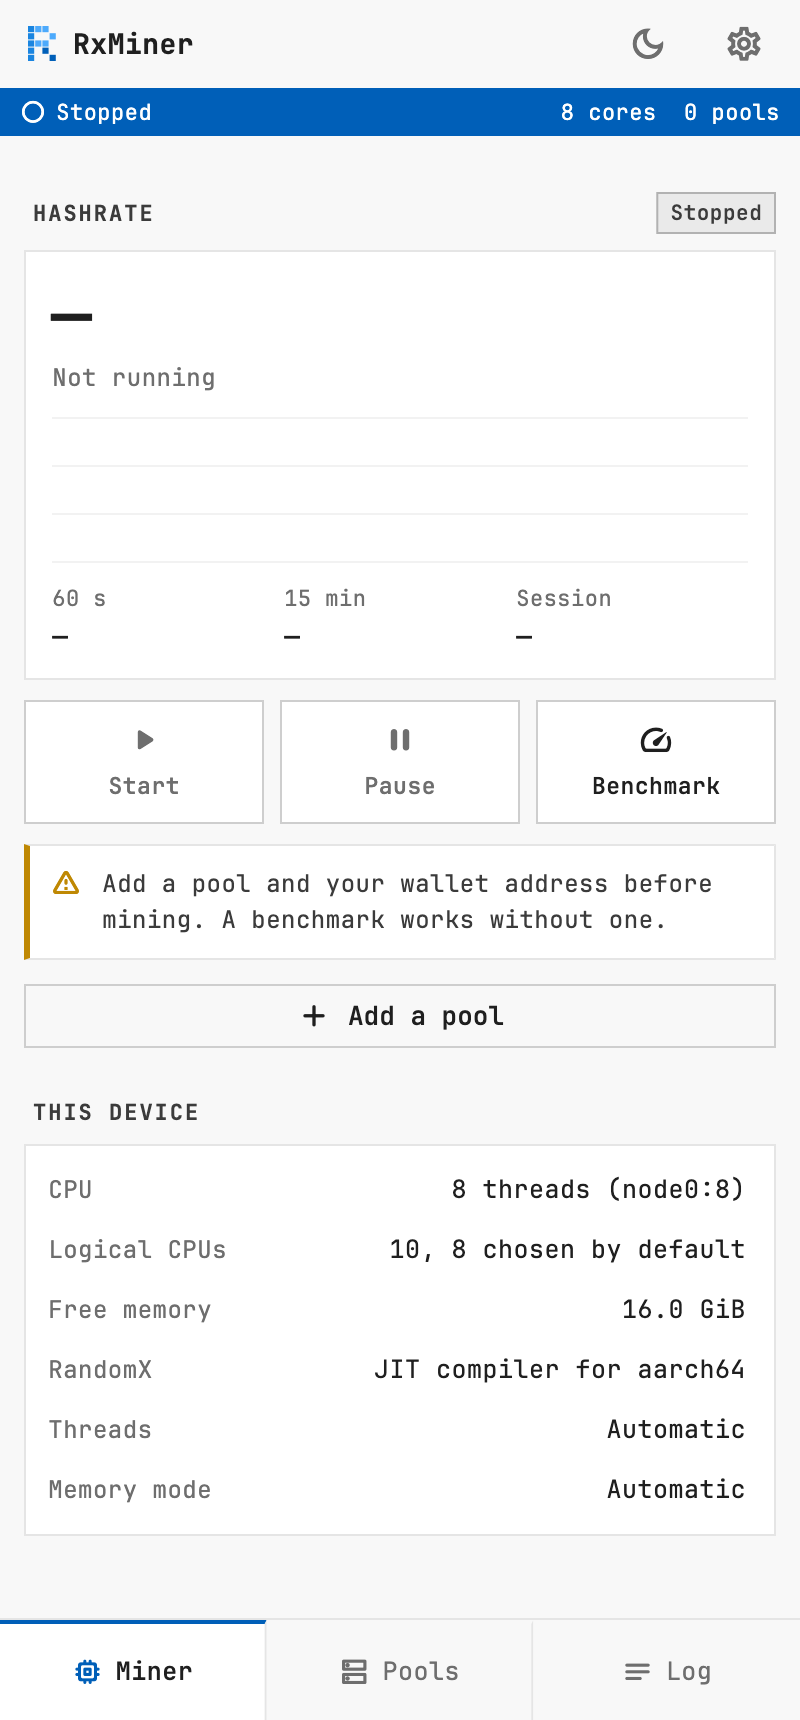 RxMiner
Stopped
8 cores 0 pools
HASHRATE
Stopped
—
Not running
60 s 15 min Session
— — —
Start Pause Benchmark
Add a pool and your wallet address before
mining. A benchmark works without one.
+ Add a pool
THIS DEVICE
CPU 8 threads (node0:8)
Logical CPUs 10, 8 chosen by default
Free memory 16.0 GiB
RandomX JIT compiler for aarch64
Threads Automatic
Memory mode Automatic
Miner Pools Log